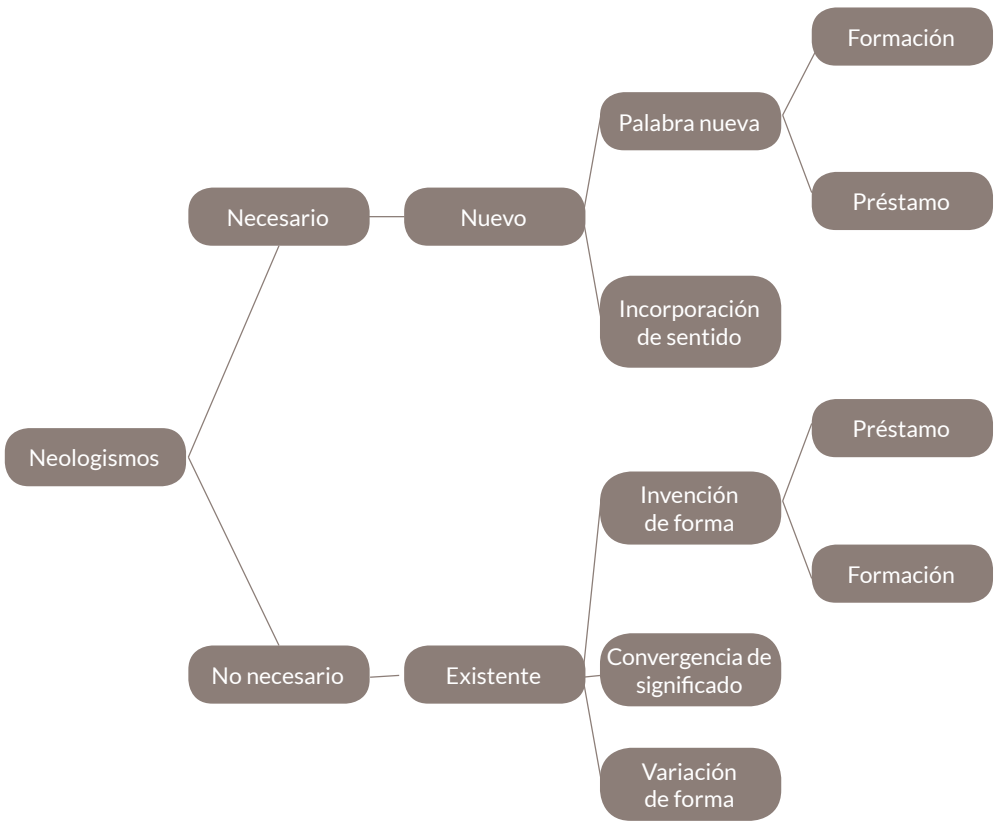 Formación
Palabra nueva
Préstamo
Necesario
Nuevo
Incorporación
de sentido
Neologismos
Préstamo
Invención
de forma
Formación
No necesario
Existente
Convergencia de
significado
Variación
de forma